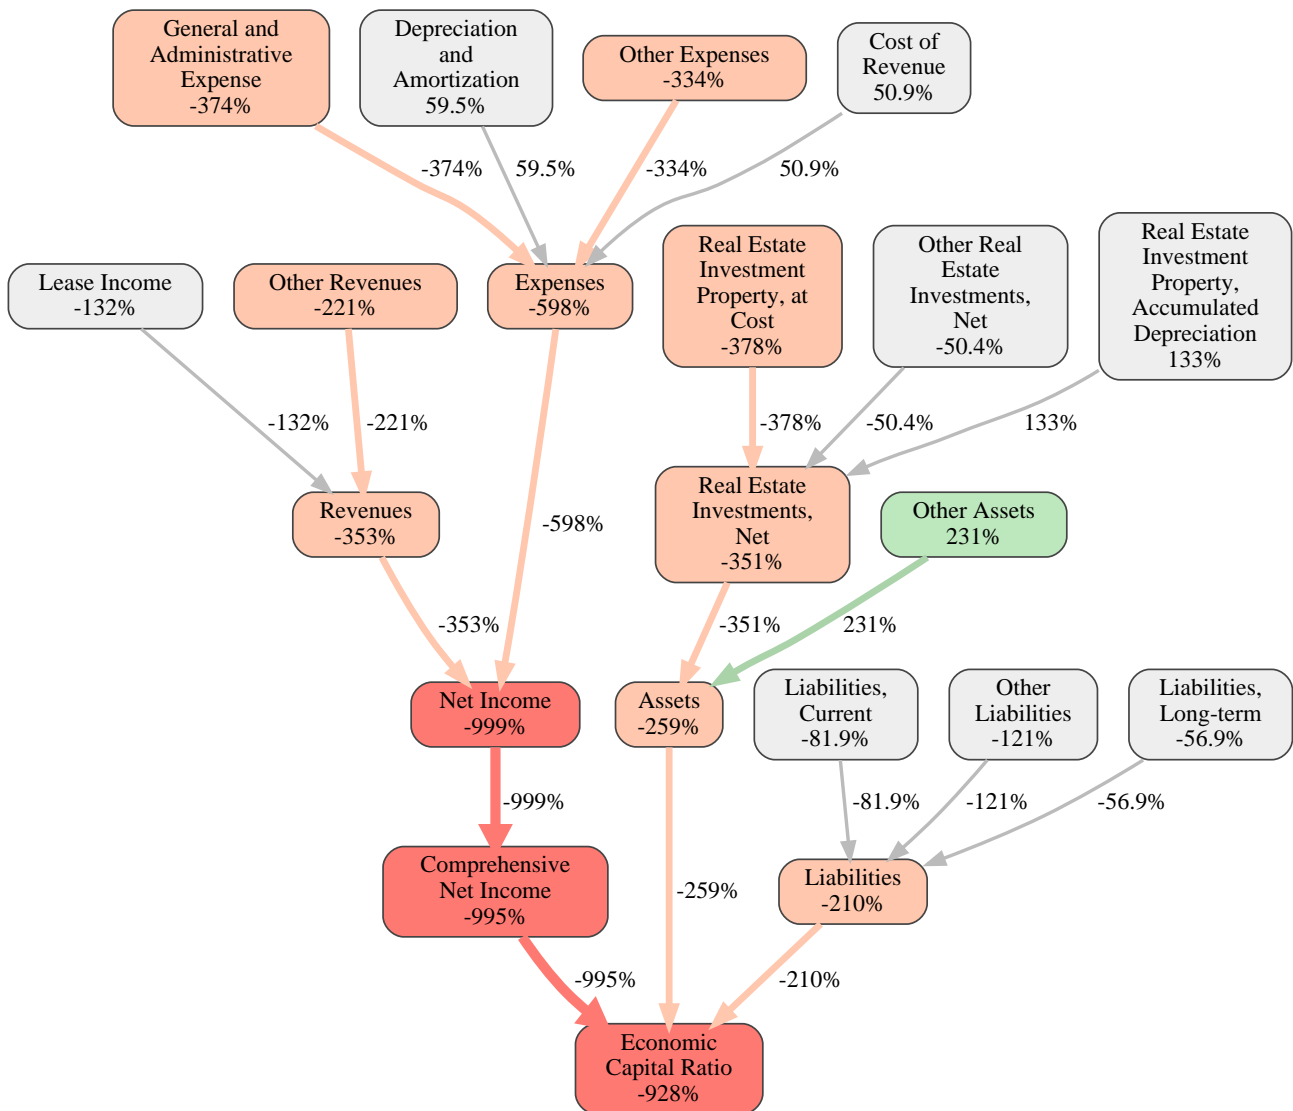 General and
Administrative
Expense
-374%
Depreciation
and
Amortization
59.5%
Other Expenses
-334%
Cost of
Revenue
50.9%
-374%
59.5%
-334%
50.9%
Lease Income
-132%
Other Revenues
-221%
Expenses
-598%
Real Estate
Investment
Property, at
Cost
-378%
Other Real
Estate
Investments,
Net
-50.4%
Real Estate
Investment
Property,
Accumulated
Depreciation
133%
-132%
-221%
-378%
-50.4%
133%
Revenues
-353%
-598%
Real Estate
Investments,
Net
-351%
Other Assets
231%
-353%
-351%
231%
Net Income
-999%
Assets
-259%
Liabilities,
Current
-81.9%
Other
Liabilities
-121%
Liabilities,
Long-term
-56.9%
-999%
-81.9%
-121%
-56.9%
Comprehensive
Net Income
-995%
-259%
Liabilities
-210%
-995%
-210%
Economic
Capital Ratio
-928%